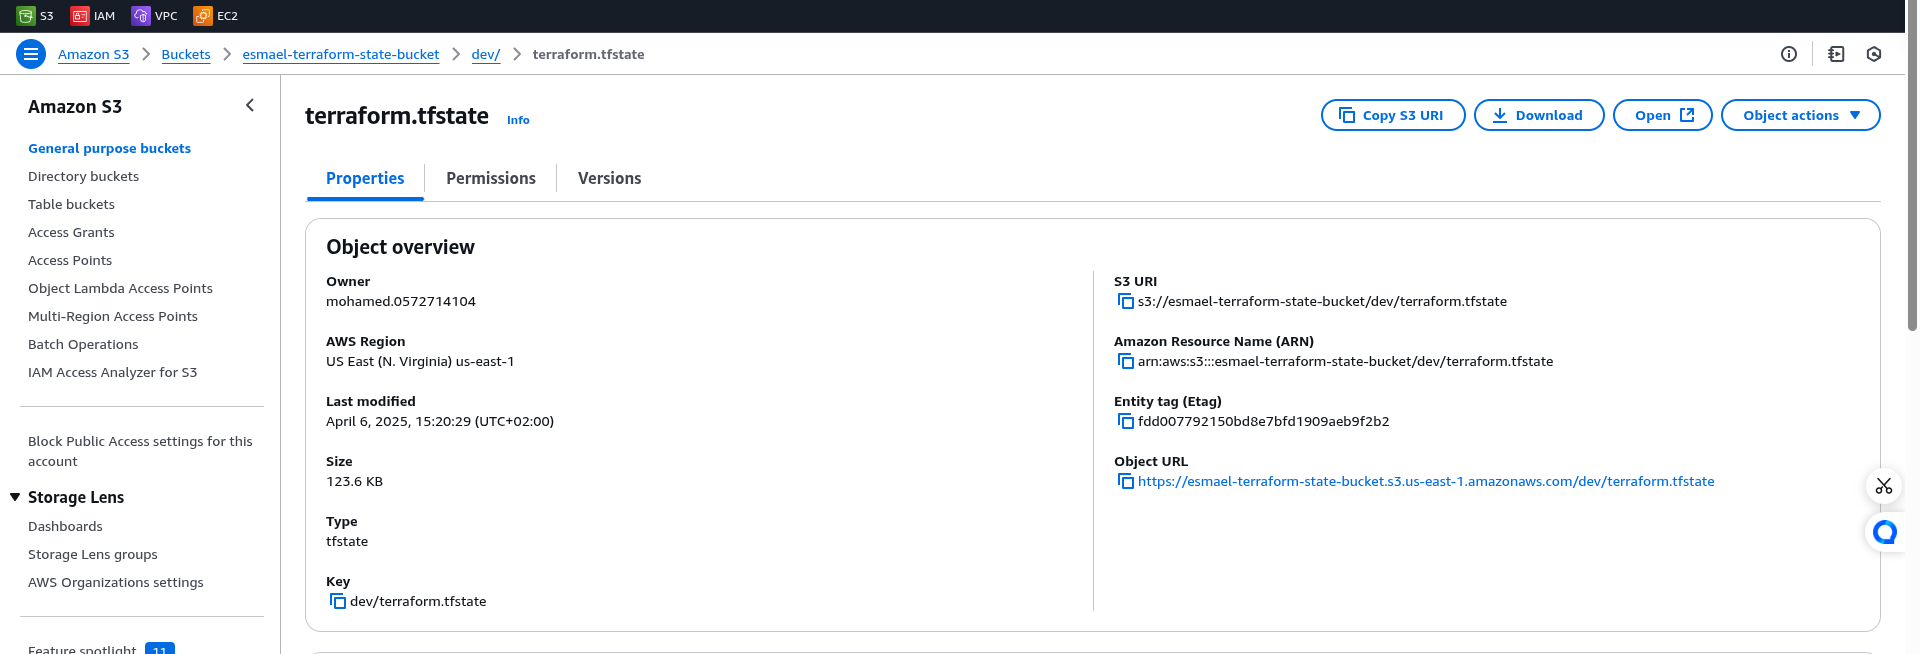 S3 IAM VPC EC2
Amazon S3 > Buckets > esmael-terraform-state-bucket > dev/ > terraform.tfstate
Amazon S3
General purpose buckets
Directory buckets
Table buckets
Access Grants
Access Points
Object Lambda Access Points
Multi-Region Access Points
Batch Operations
IAM Access Analyzer for S3
Block Public Access settings for this
account
Storage Lens
Dashboards
Storage Lens groups
AWS Organizations settings
Feature spotlight 11
terraform.tfstate Info
Copy S3 URI Download Open Object actions
Properties Permissions Versions
Object overview
Owner
mohamed.0572714104
AWS Region
US East (N. Virginia) us-east-1
Last modified
April 6, 2025, 15:20:29 (UTC+02:00)
Size
123.6 KB
Type
tfstate
Key
dev/terraform.tfstate
S3 URI
s3://esmael-terraform-state-bucket/dev/terraform.tfstate
Amazon Resource Name (ARN)
arn:aws:s3:::esmael-terraform-state-bucket/dev/terraform.tfstate
Entity tag (Etag)
fdd007792150bd8e7bfd1909aeb9f2b2
Object URL
https://esmael-terraform-state-bucket.s3.us-east-1.amazonaws.com/dev/terraform.tfstate